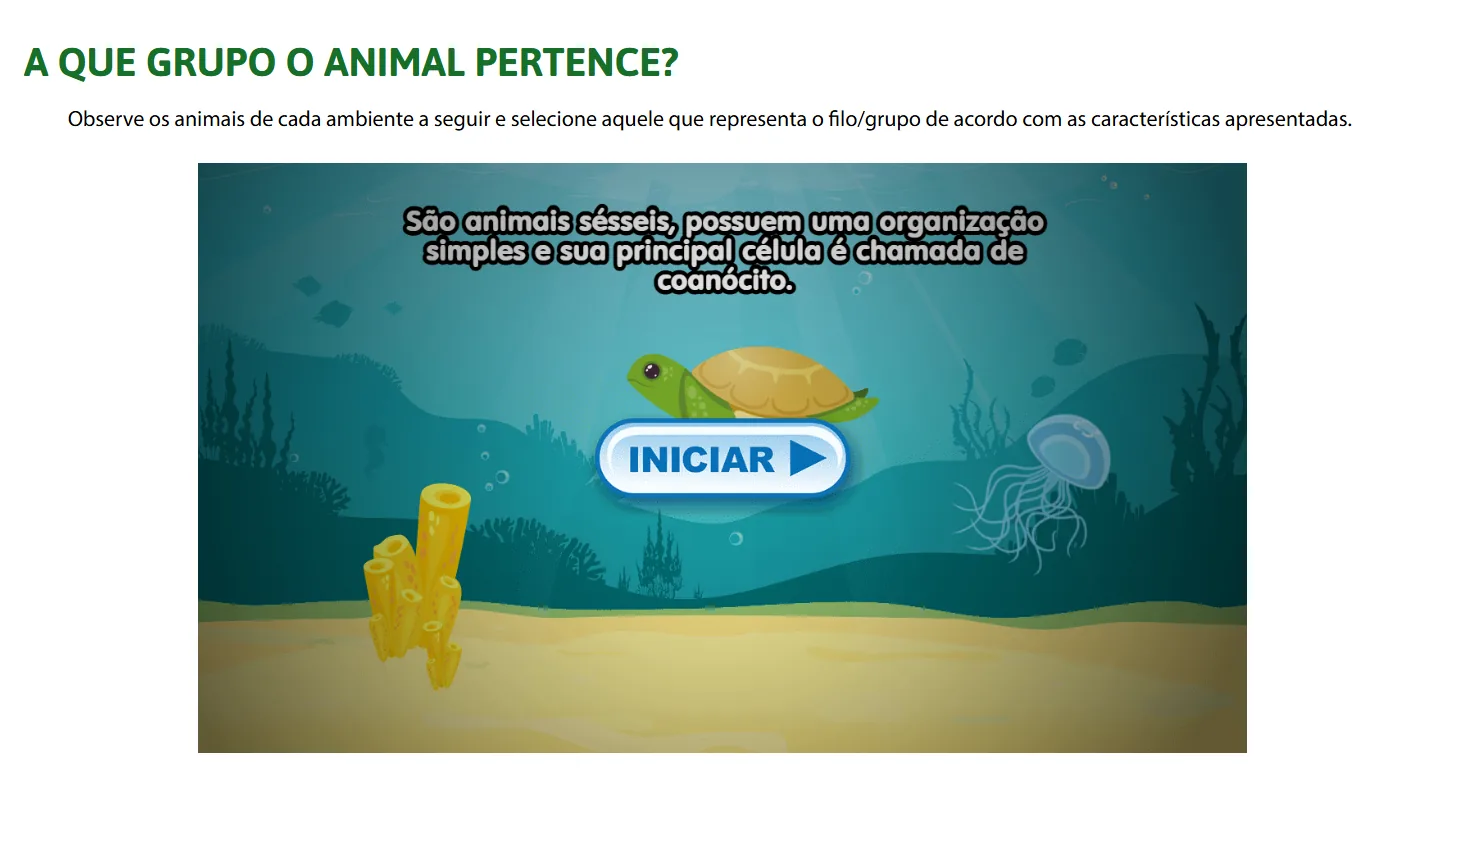 A QUE GRUPO O ANIMAL PERTENCE?
Observe os animais de cada ambiente a seguir e selecione aquele que representa o filo/grupo de acordo com as características apresentadas.
São animais sésseis, possuem uma organização
simples e sua principal célula é chamada de
coanócito.
INICIAR